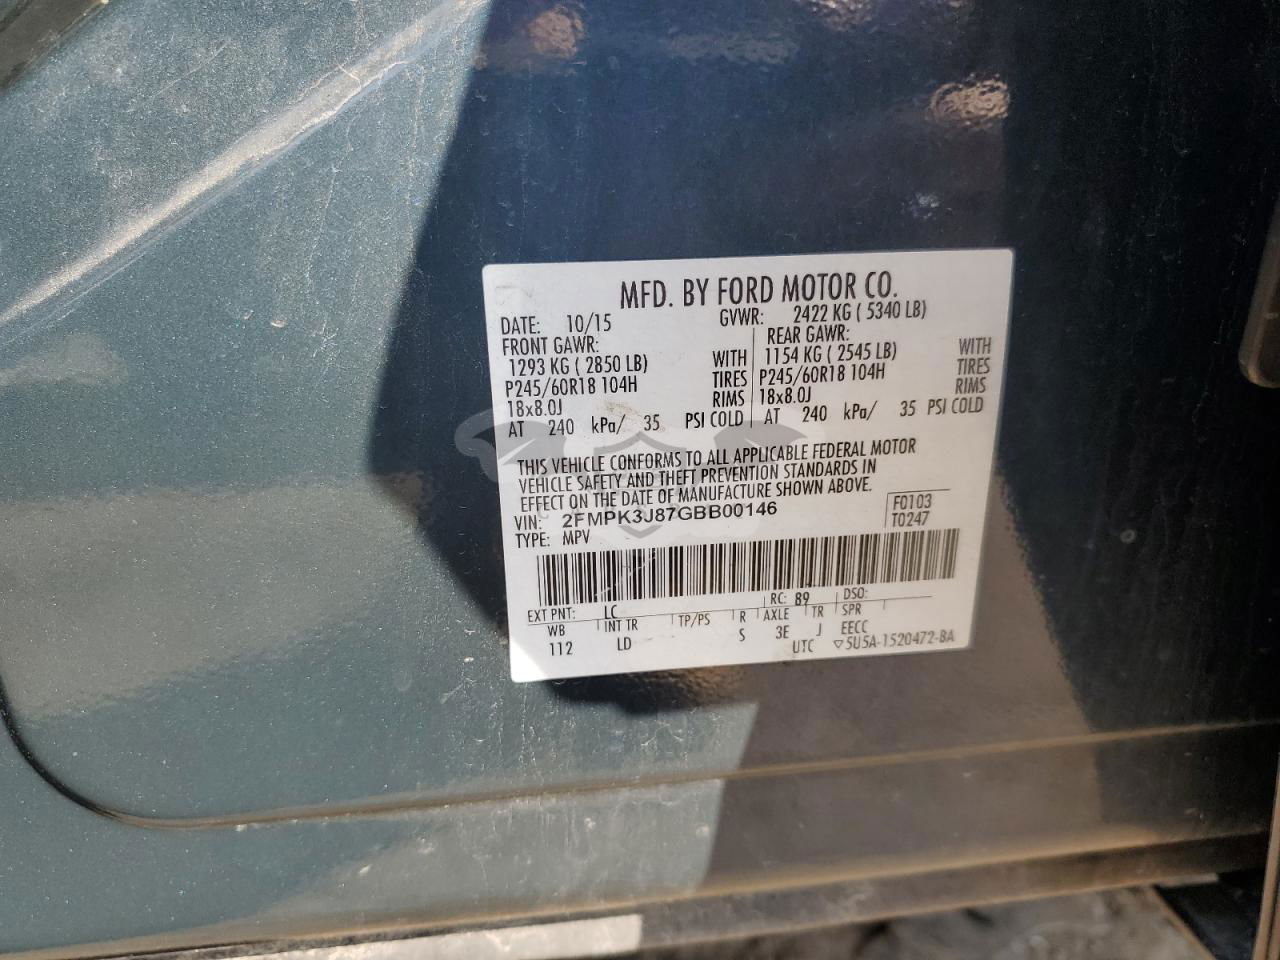 MFD. BY FORD MOTOR CO.
DATE: 10/15 GVWR: 2422 KG ( 5340 LB)
FRONT GAWR: REAR GAWR:
1293 KG ( 2850 LB) WITH 1154 KG ( 2545 LB) WITH
P245/60R18 104H TIRES P245/60R18 104H TIRES
18x8.0J RIMS 18x8.0J RIMS
AT 240 kPa/ 35 PSI COLD AT 240 kPa/ 35 PSI COLD
THIS VEHICLE CONFORMS TO ALL APPLICABLE FEDERAL MOTOR
VEHICLE SAFETY AND THEFT PREVENTION STANDARDS IN
EFFECT ON THE DATE OF MANUFACTURE SHOWN ABOVE.
VIN: 2FMPK3J87GBB00146 F0103
TYPE: MPV T0247
EXT PNT: LC RC: 89 DSO:
WB INT TR TP/PS R AXLE TR SPR
112 LD S 3E J EECC
UTC ▽5U5A-1520472-BA